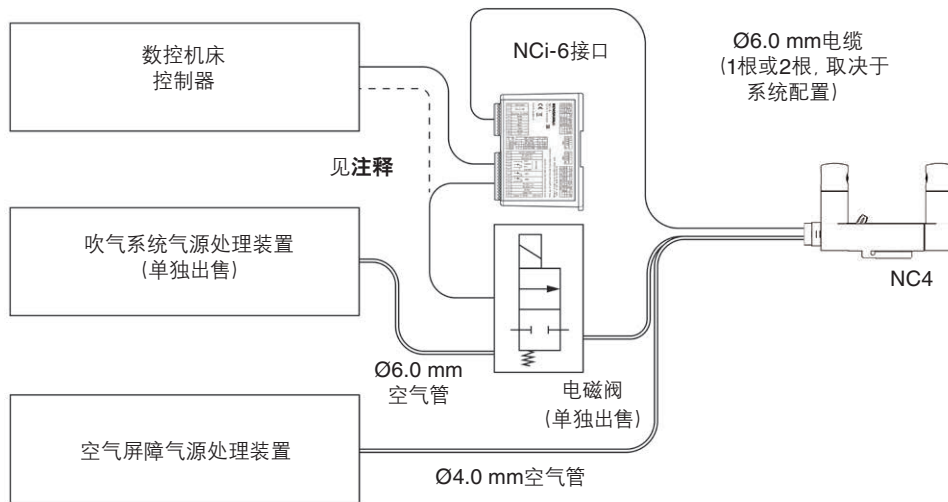 数控机床
控制器
NCi-6接口
Ø6.0 mm电缆
(1根或2根, 取决于
系统配置)
见注释
吹气系统气源处理装置
(单独出售)
NC4
Ø6.0 mm
空气管
电磁阀
(单独出售)
空气屏障气源处理装置
Ø4.0 mm空气管